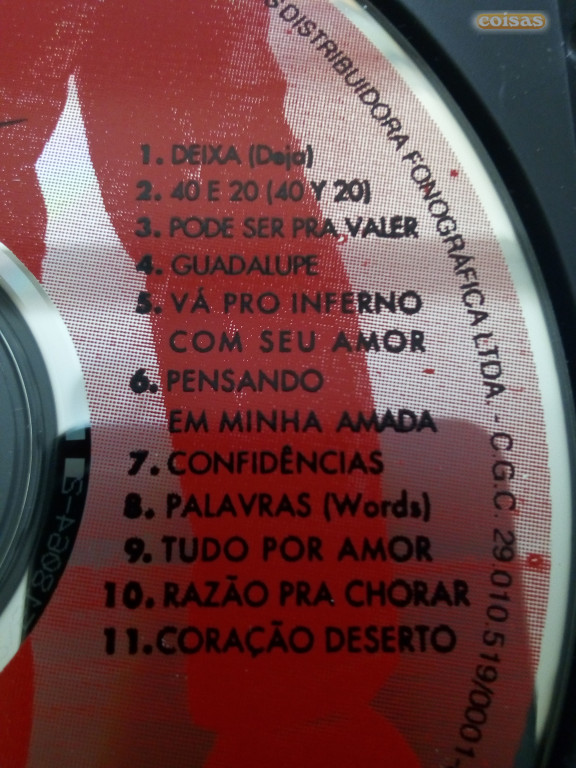 coisas
S DISTRIBUIDORA FONOGRÁFICA LTDA. - C.G.C. 29.010.519/0001-
1. DEIXA (Deja)
2. 40 E 20 (40 Y 20)
3. PODE SER PRA VALER
4. GUADALUPE
5. VÁ PRO INFERNO
COM SEU AMOR
6. PENSANDO
EM MINHA AMADA
7. CONFIDÊNCIAS
8. PALAVRAS (Words)
9. TUDO POR AMOR
10. RAZÃO PRA CHORAR
11. CORAÇÃO DESERTO